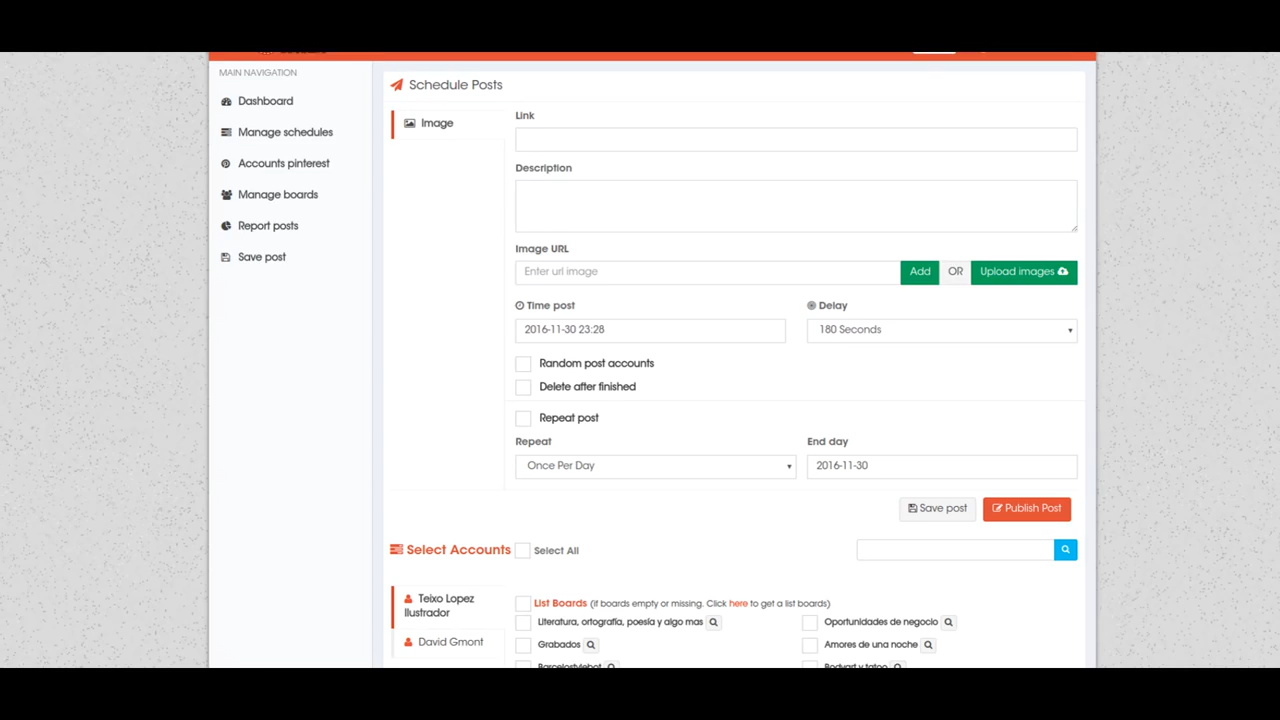 MAIN NAVIGATION
Dashboard
Manage schedules
Accounts pinterest
Manage boards
Report posts
Save post
Schedule Posts
Image
Link
Description
Image URL
Enter url image
Add
OR
Upload images
Time post
Delay
2016-11-30 23:28
180 Seconds
Random post accounts
Delete after finished
Repeat post
Repeat
End day
Once Per Day
2016-11-30
Save post
Publish Post
Select Accounts
Select All
Teixo Lopez
Ilustrador
David Gmont
List Boards (if boards empty or missing. Click here to get a list boards)
Literatura, ortografía, poesía y algo mas
Oportunidades de negocio
Grabados
Amores de una noche
Bodyart y tatoo